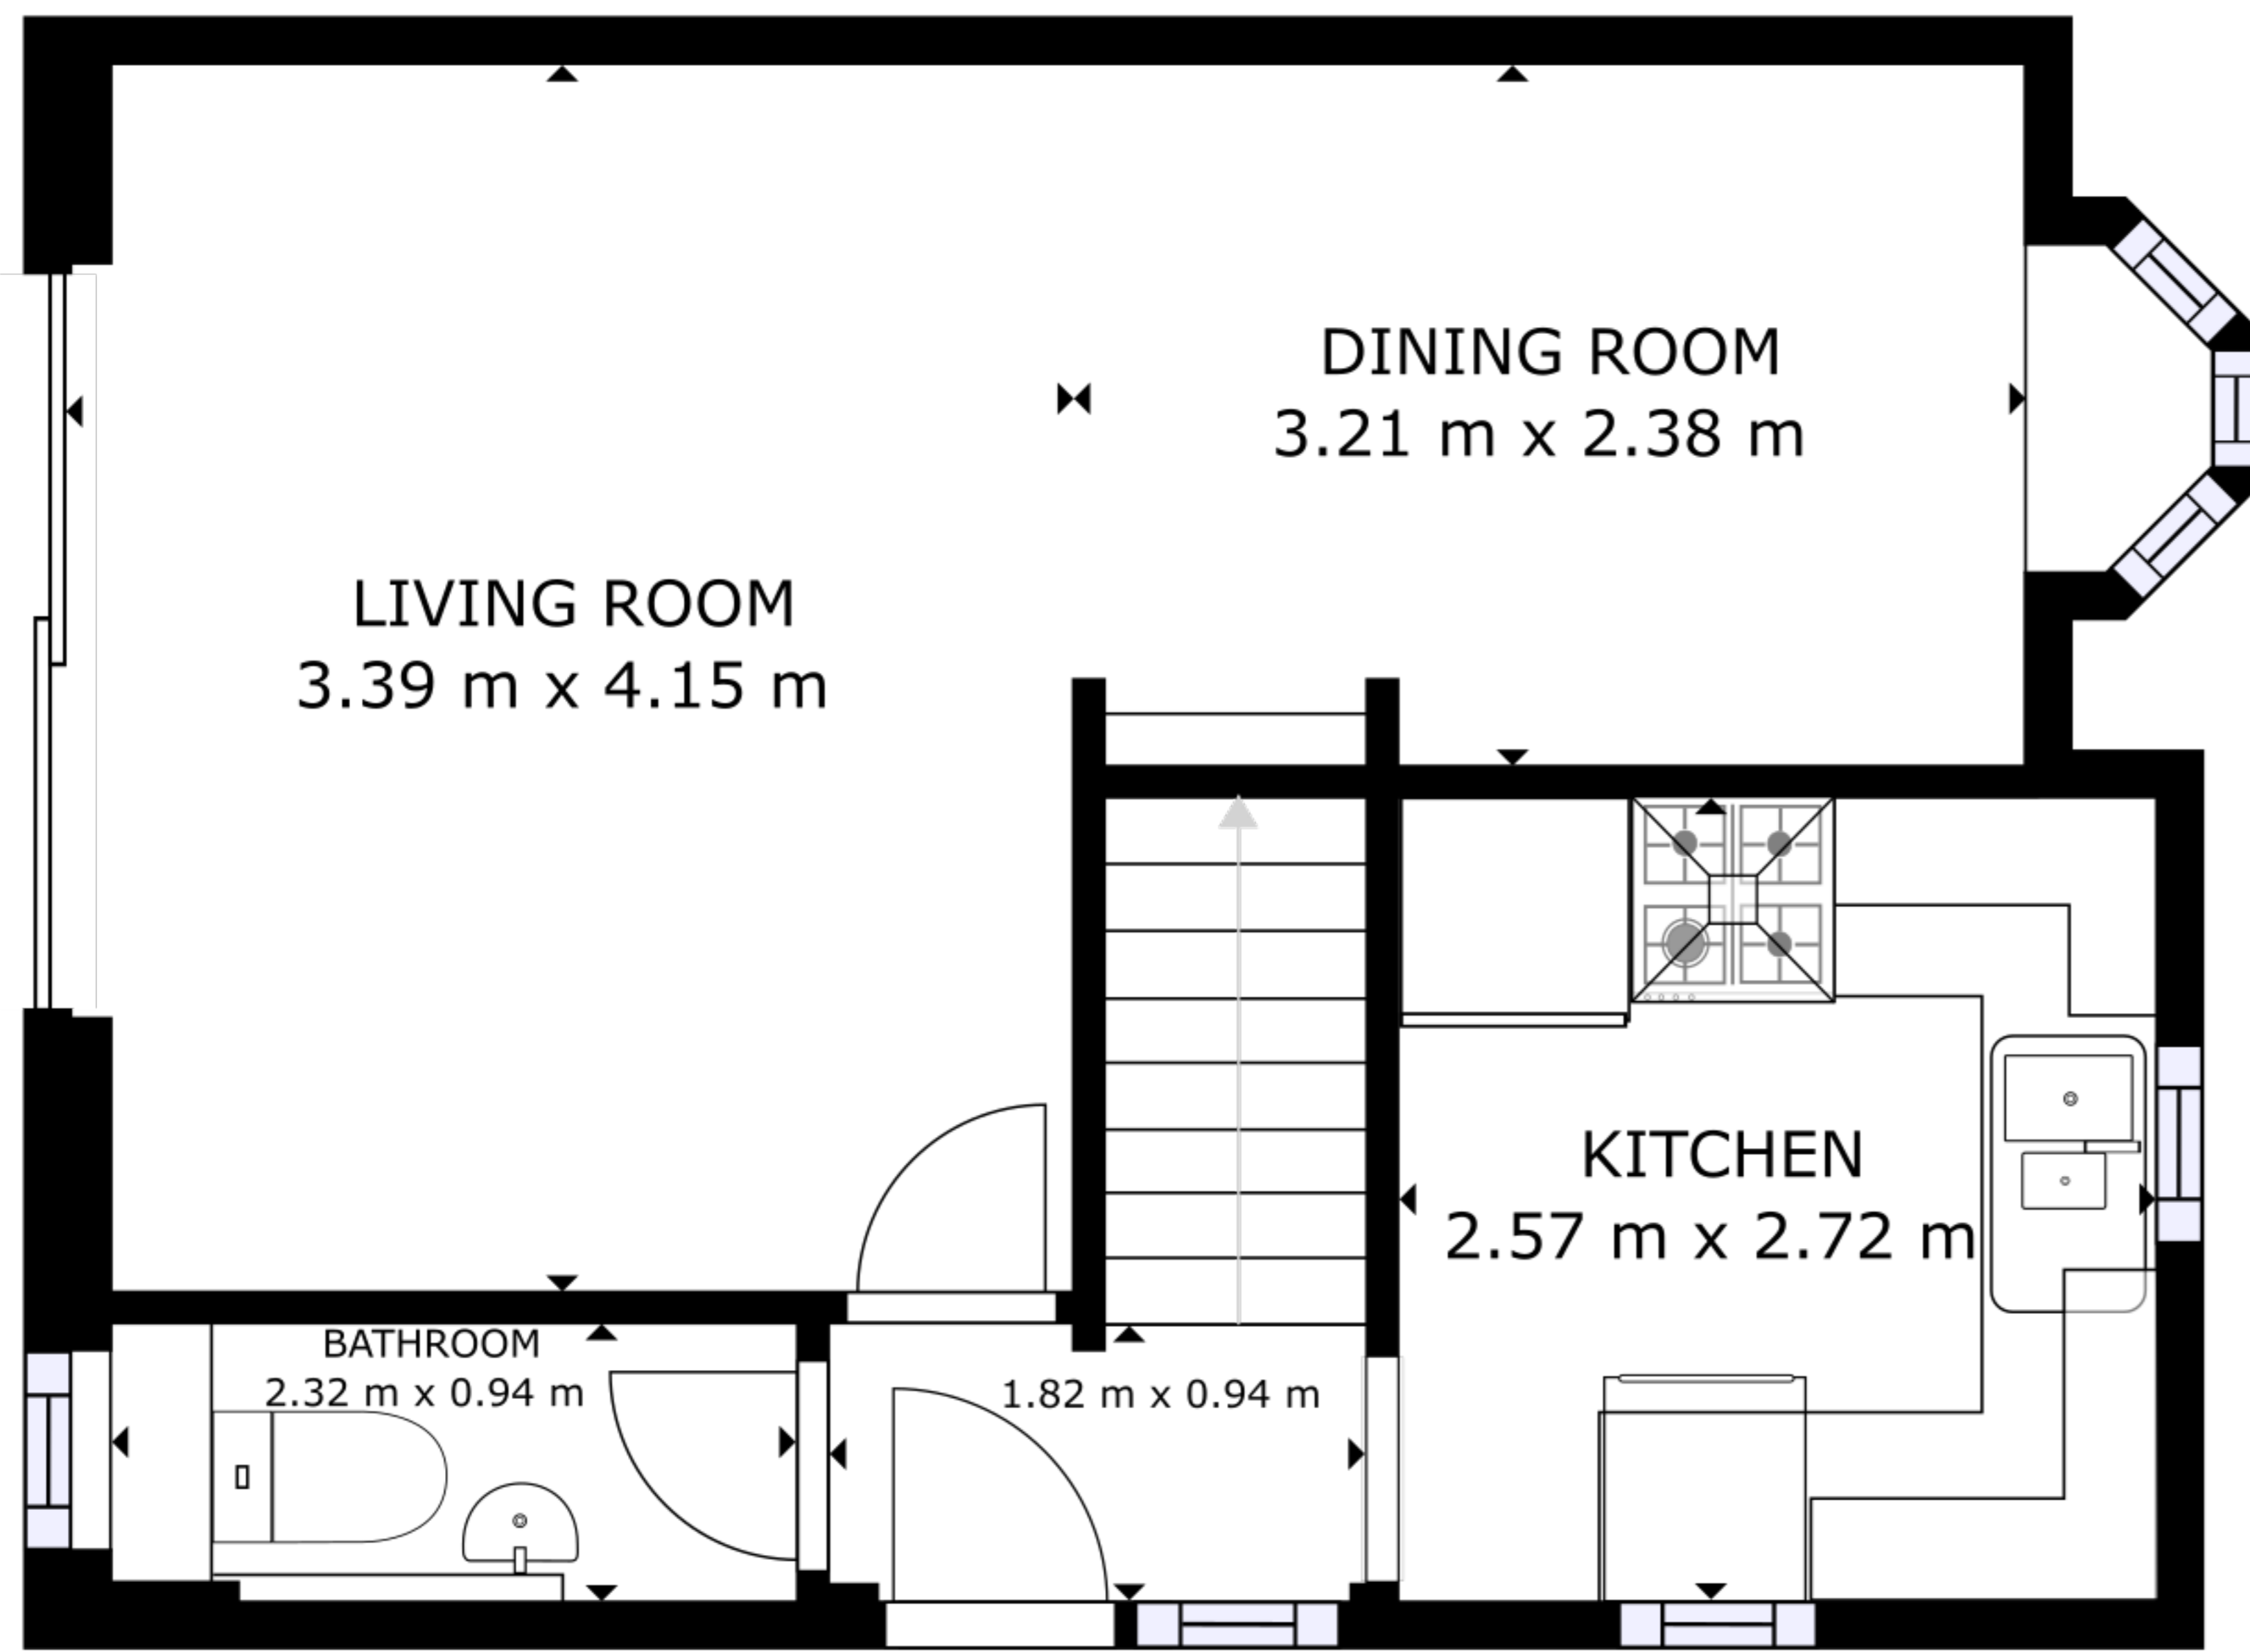 DINING ROOM
3.21 m x 2.38 m
LIVING ROOM
3.39 m x 4.15 m
KITCHEN
2.57 m x 2.72 m
BATHROOM
2.32 m x 0.94 m
1.82 m x 0.94 m